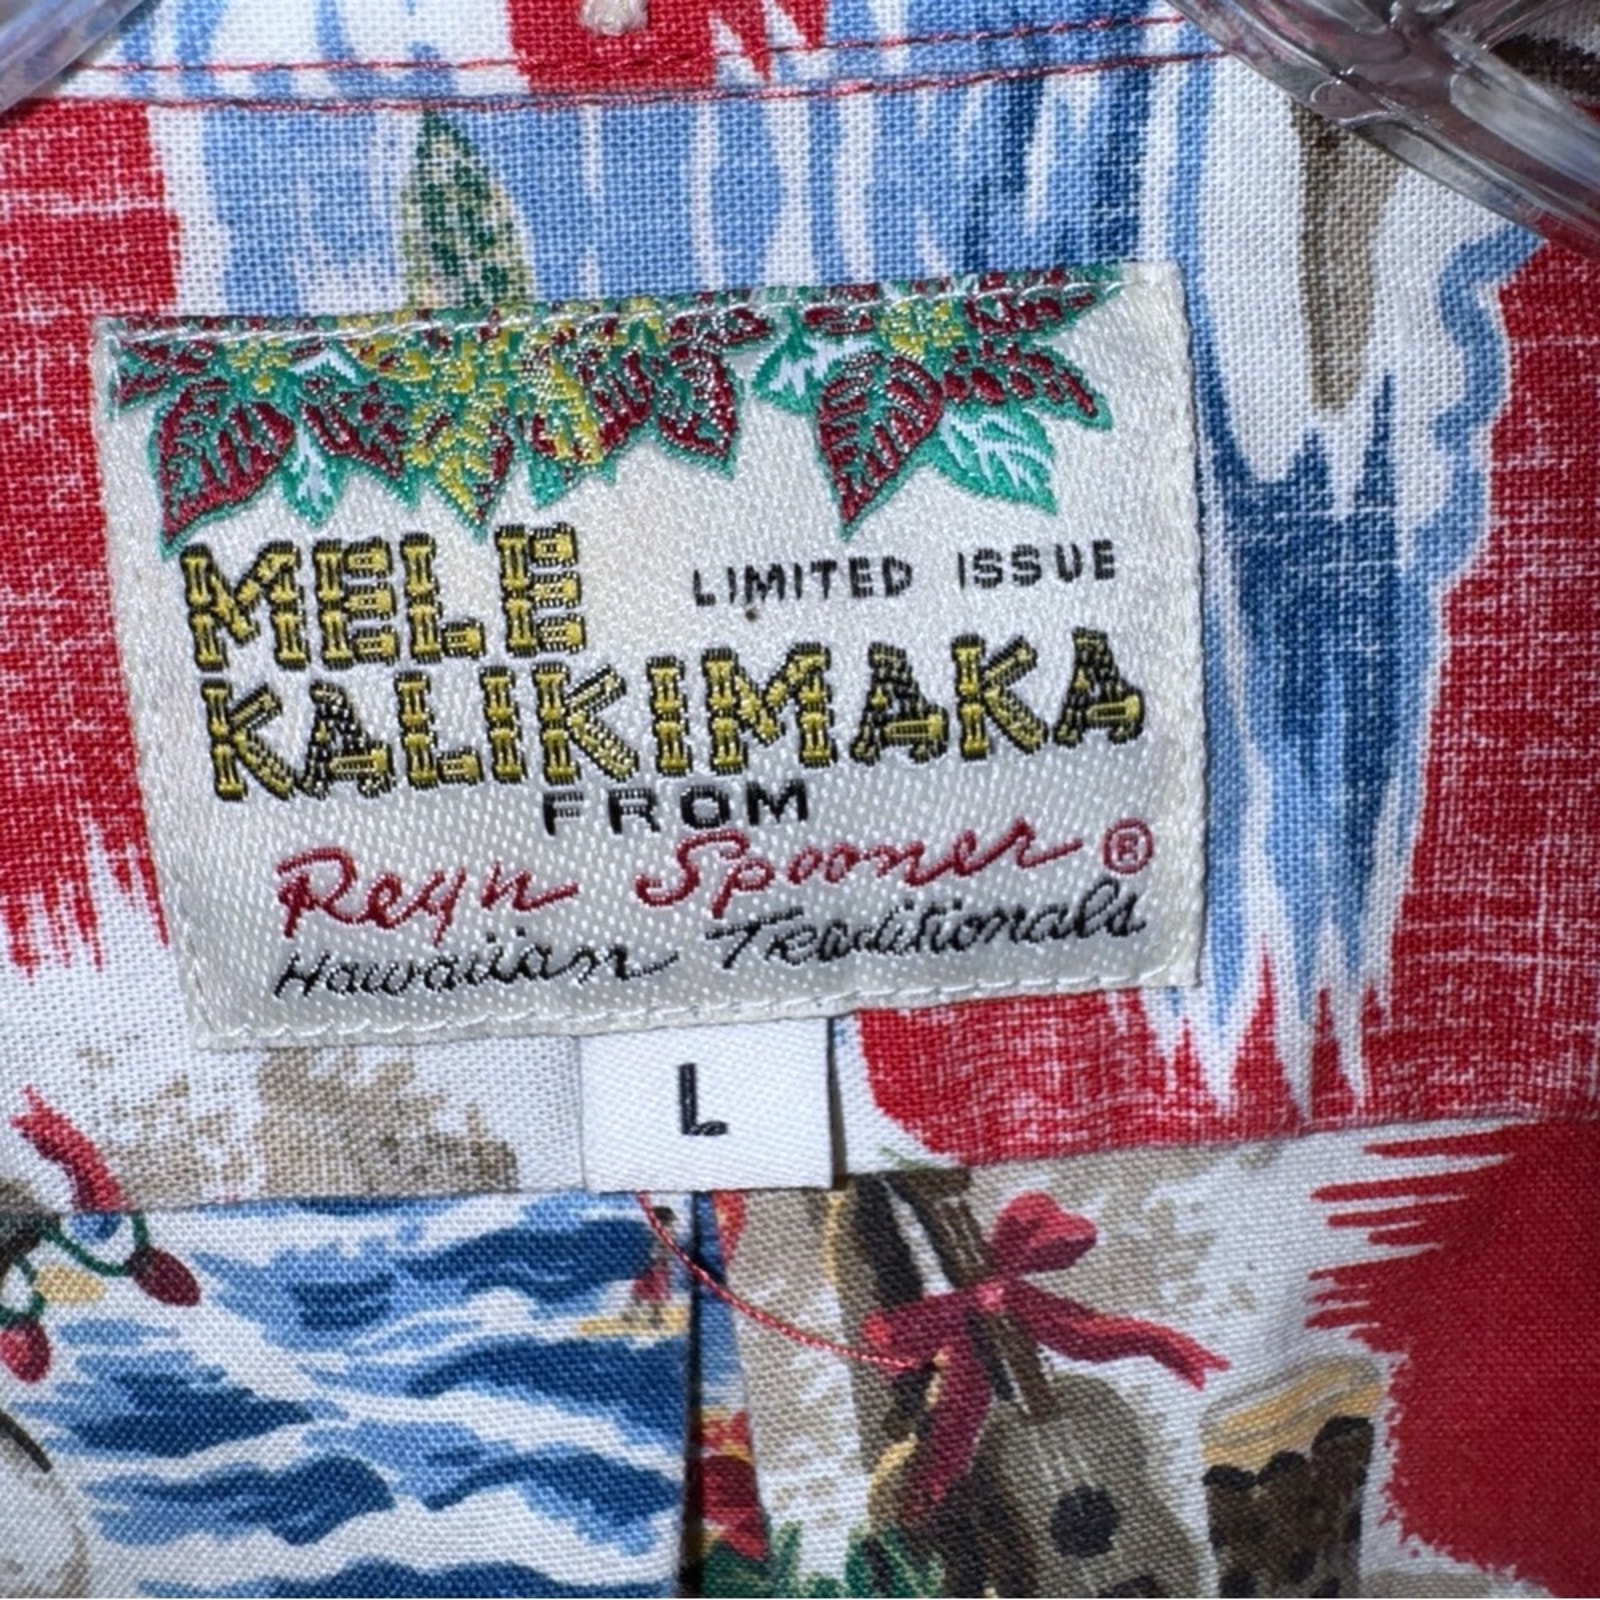 MELE
LIMITED ISSUE
KALIKIMAKA
FROM
Reyn Spooner ®
Hawaiian Traditionals
L